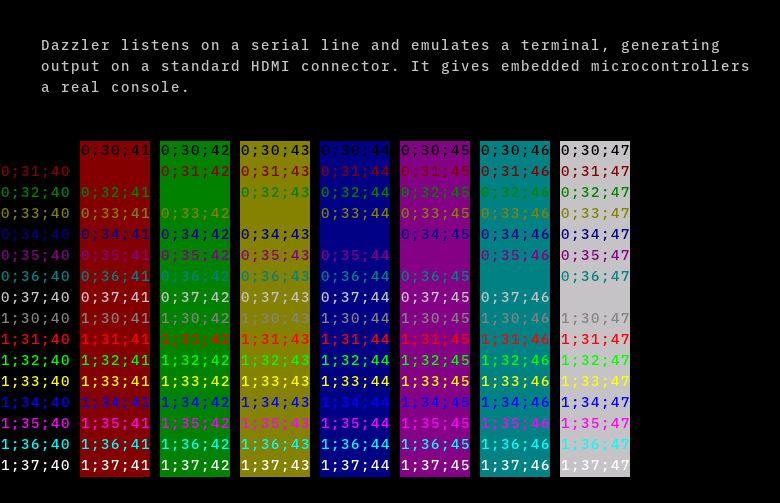 Dazzler listens on a serial line and emulates a terminal, generating
output on a standard HDMI connector. It gives embedded microcontrollers
a real console.
0;30;41 0;30;42 0;30;43 0;30;44 0;30;45 0;30;46 0;30;47
0;31;40 0;31;42 0;31;43 0;31;44 0;31;45 0;31;46 0;31;47
0;32;40 0;32;41 0;32;43 0;32;44 0;32;45 0;32;46 0;32;47
0;33;40 0;33;41 0;33;42 0;33;44 0;33;45 0;33;46 0;33;47
0;34;40 0;34;41 0;34;42 0;34;43 0;34;45 0;34;46 0;34;47
0;35;40 0;35;41 0;35;42 0;35;43 0;35;44 0;35;46 0;35;47
0;36;40 0;36;41 0;36;42 0;36;43 0;36;44 0;36;45 0;36;47
0;37;40 0;37;41 0;37;42 0;37;43 0;37;44 0;37;45 0;37;46
1;30;40 1;30;41 1;30;42 1;30;43 1;30;44 1;30;45 1;30;46 1;30;47
1;31;40 1;31;41 1;31;42 1;31;43 1;31;44 1;31;45 1;31;46 1;31;47
1;32;40 1;32;41 1;32;42 1;32;43 1;32;44 1;32;45 1;32;46 1;32;47
1;33;40 1;33;41 1;33;42 1;33;43 1;33;44 1;33;45 1;33;46 1;33;47
1;34;40 1;34;41 1;34;42 1;34;43 1;34;44 1;34;45 1;34;46 1;34;47
1;35;40 1;35;41 1;35;42 1;35;43 1;35;44 1;35;45 1;35;46 1;35;47
1;36;40 1;36;41 1;36;42 1;36;43 1;36;44 1;36;45 1;36;46 1;36;47
1;37;40 1;37;41 1;37;42 1;37;43 1;37;44 1;37;45 1;37;46 1;37;47